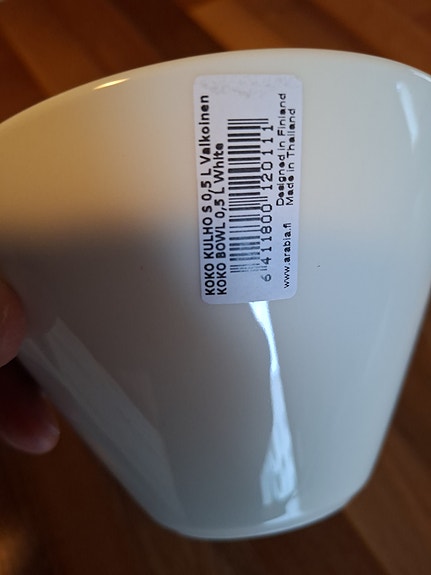 KOKO KULHO S 0,5 L Valkoinen
KOKO BOWL 0,5 L White
6 411800 120111
Designed in Finland
www.arabia.fi Made in Thailand